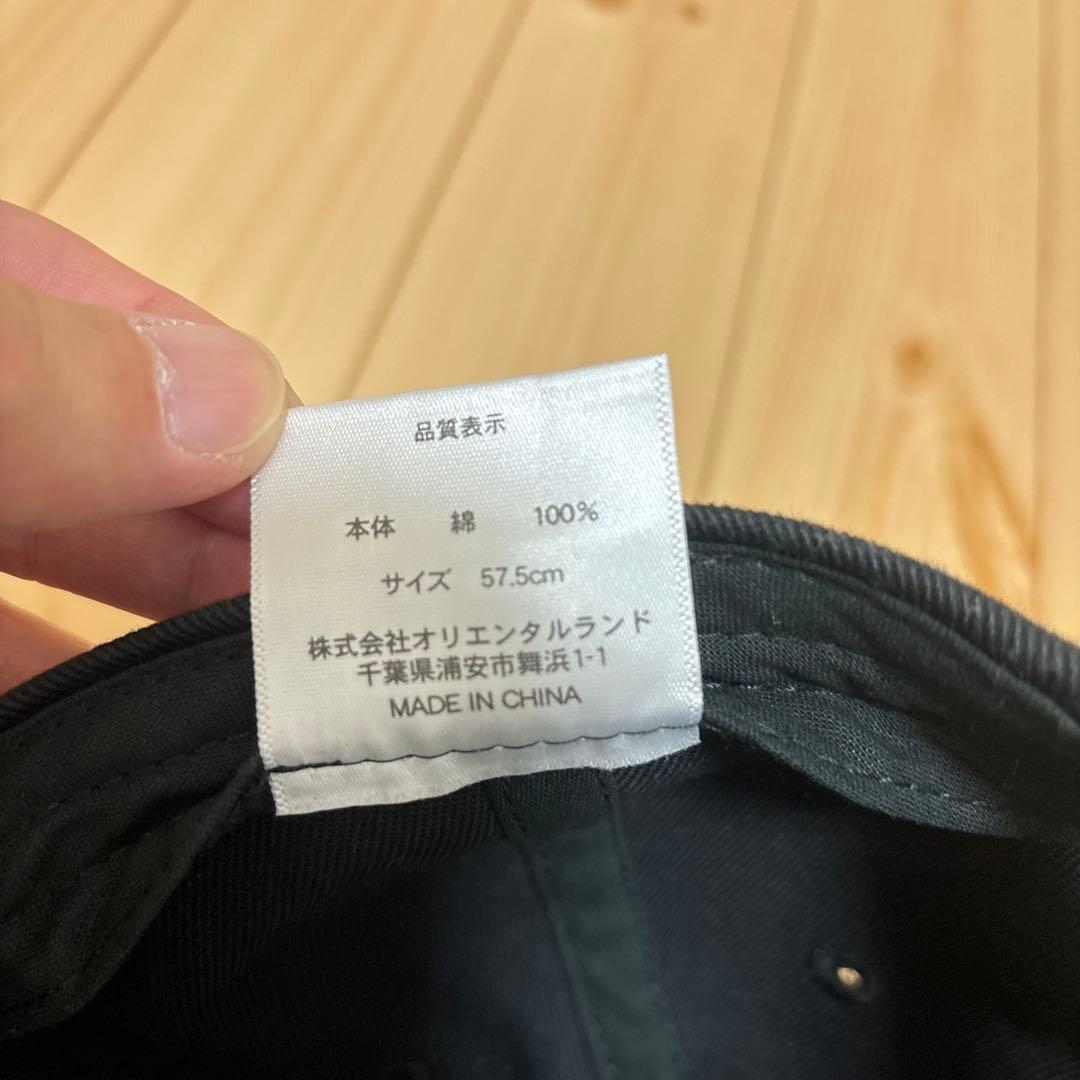 品質表示
本体 綿 100%
サイズ 57.5cm
株式会社オリエンタルランド
千葉県浦安市舞浜1-1
MADE IN CHINA